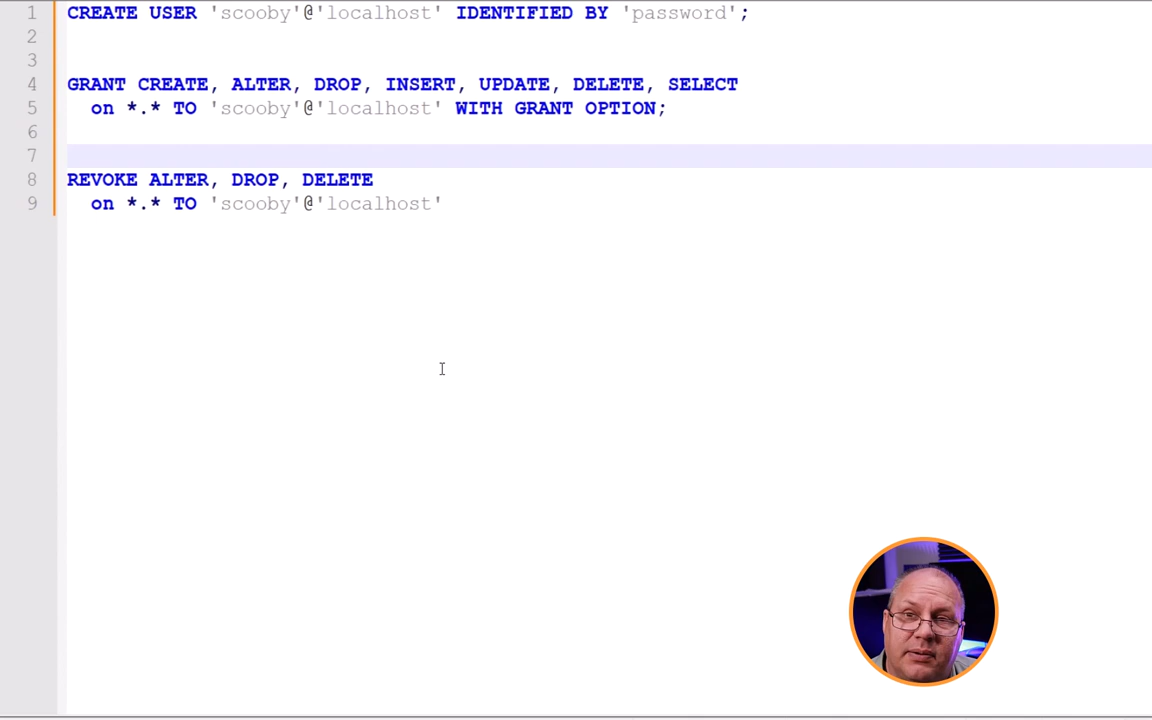 1 CREATE USER 'scooby'@'localhost' IDENTIFIED BY 'password';
2
3
4 GRANT CREATE, ALTER, DROP, INSERT, UPDATE, DELETE, SELECT
5 on *.* TO 'scooby'@'localhost' WITH GRANT OPTION;
6
7
8 REVOKE ALTER, DROP, DELETE
9 on *.* TO 'scooby'@'localhost'